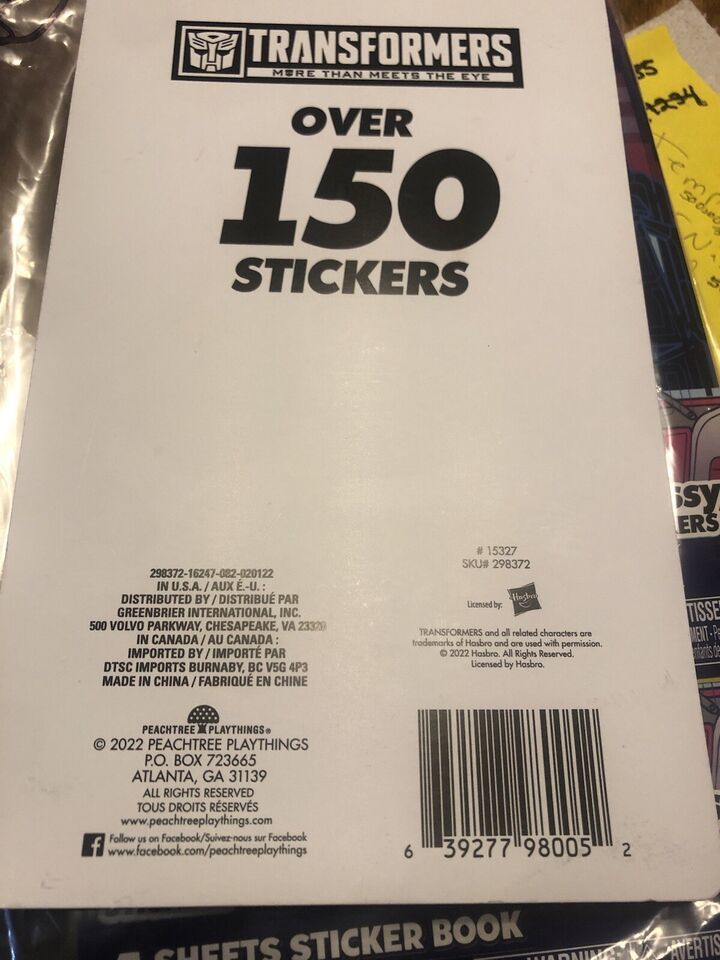 TRANSFORMERS
MORE THAN MEETS THE EYE
OVER
150
STICKERS
298372-16247-082-020122
IN U.S.A. / AUX É.-U. :
DISTRIBUTED BY / DISTRIBUÉ PAR
GREENBRIER INTERNATIONAL, INC.
500 VOLVO PARKWAY, CHESAPEAKE, VA 23320
IN CANADA / AU CANADA :
IMPORTED BY / IMPORTÉ PAR
DTSC IMPORTS BURNABY, BC V5G 4P3
MADE IN CHINA / FABRIQUÉ EN CHINE
PEACHTREE PLAYTHINGS®
© 2022 PEACHTREE PLAYTHINGS
P.O. BOX 723665
ATLANTA, GA 31139
ALL RIGHTS RESERVED
TOUS DROITS RÉSERVÉS
www.peachtreeplaythings.com
Follow us on Facebook/Suivez-nous sur Facebook
www.facebook.com/peachtreeplaythings
# 15327
SKU# 298372
Licensed by: Hasbro
TRANSFORMERS and all related characters are
trademarks of Hasbro and are used with permission.
© 2022 Hasbro. All Rights Reserved.
Licensed by Hasbro.
6 39277 98005 2
SHEETS STICKER BOOK